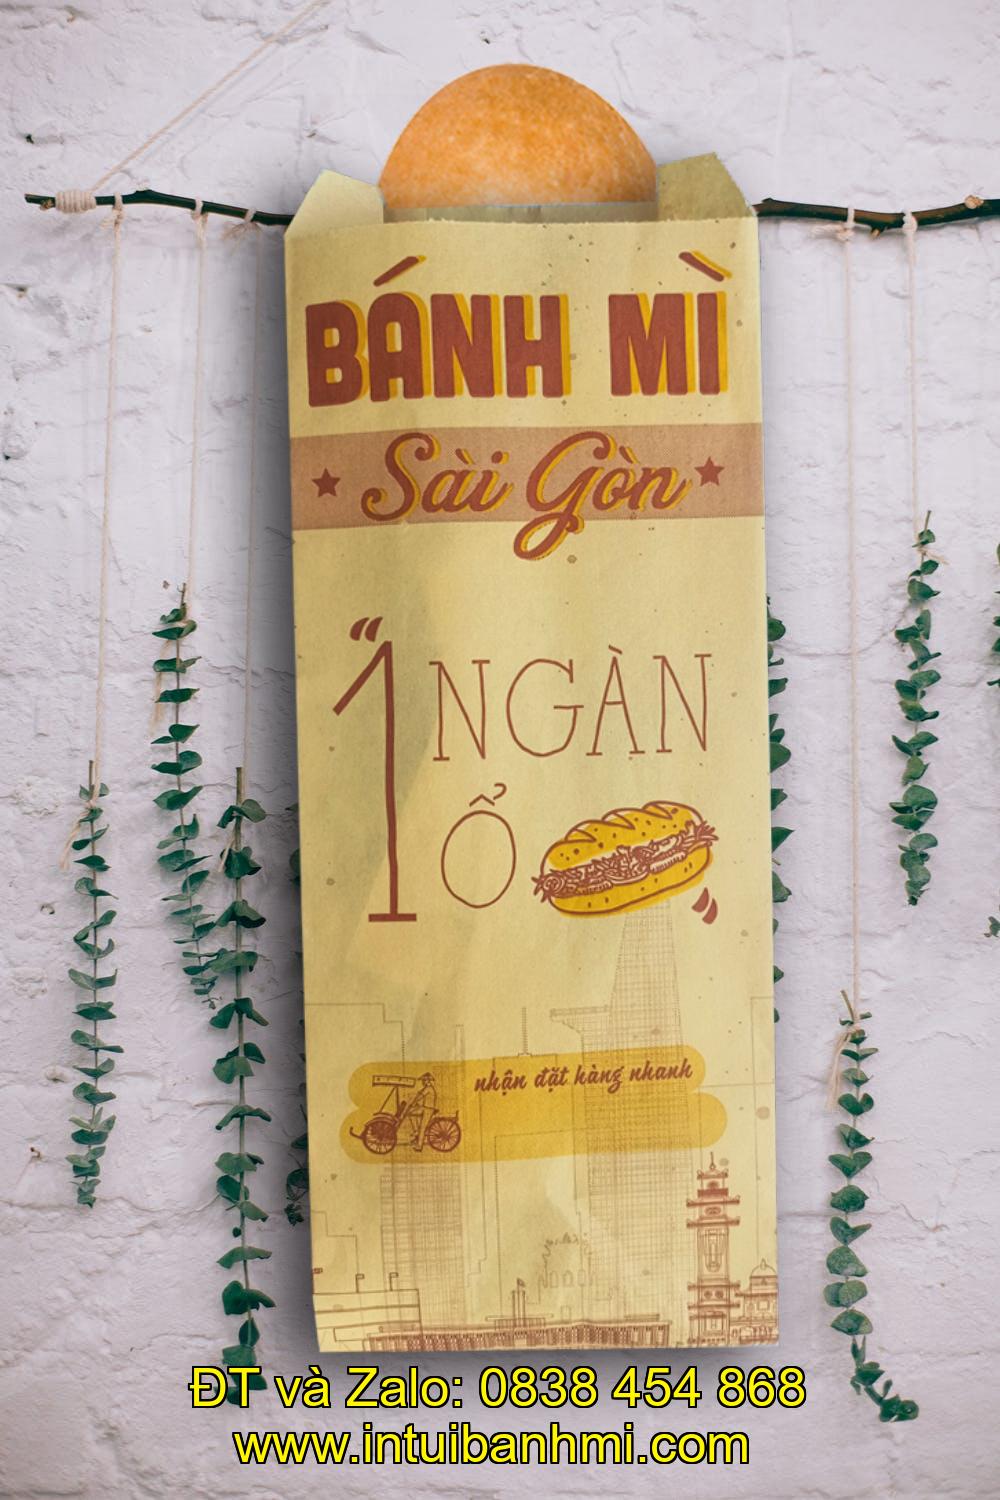 BÁNH MÌ
Sài Gòn
1 NGÀN
Ổ
nhận đặt hàng nhanh
ĐT và Zalo: 0838 454 868
www.intuibanhmi.com